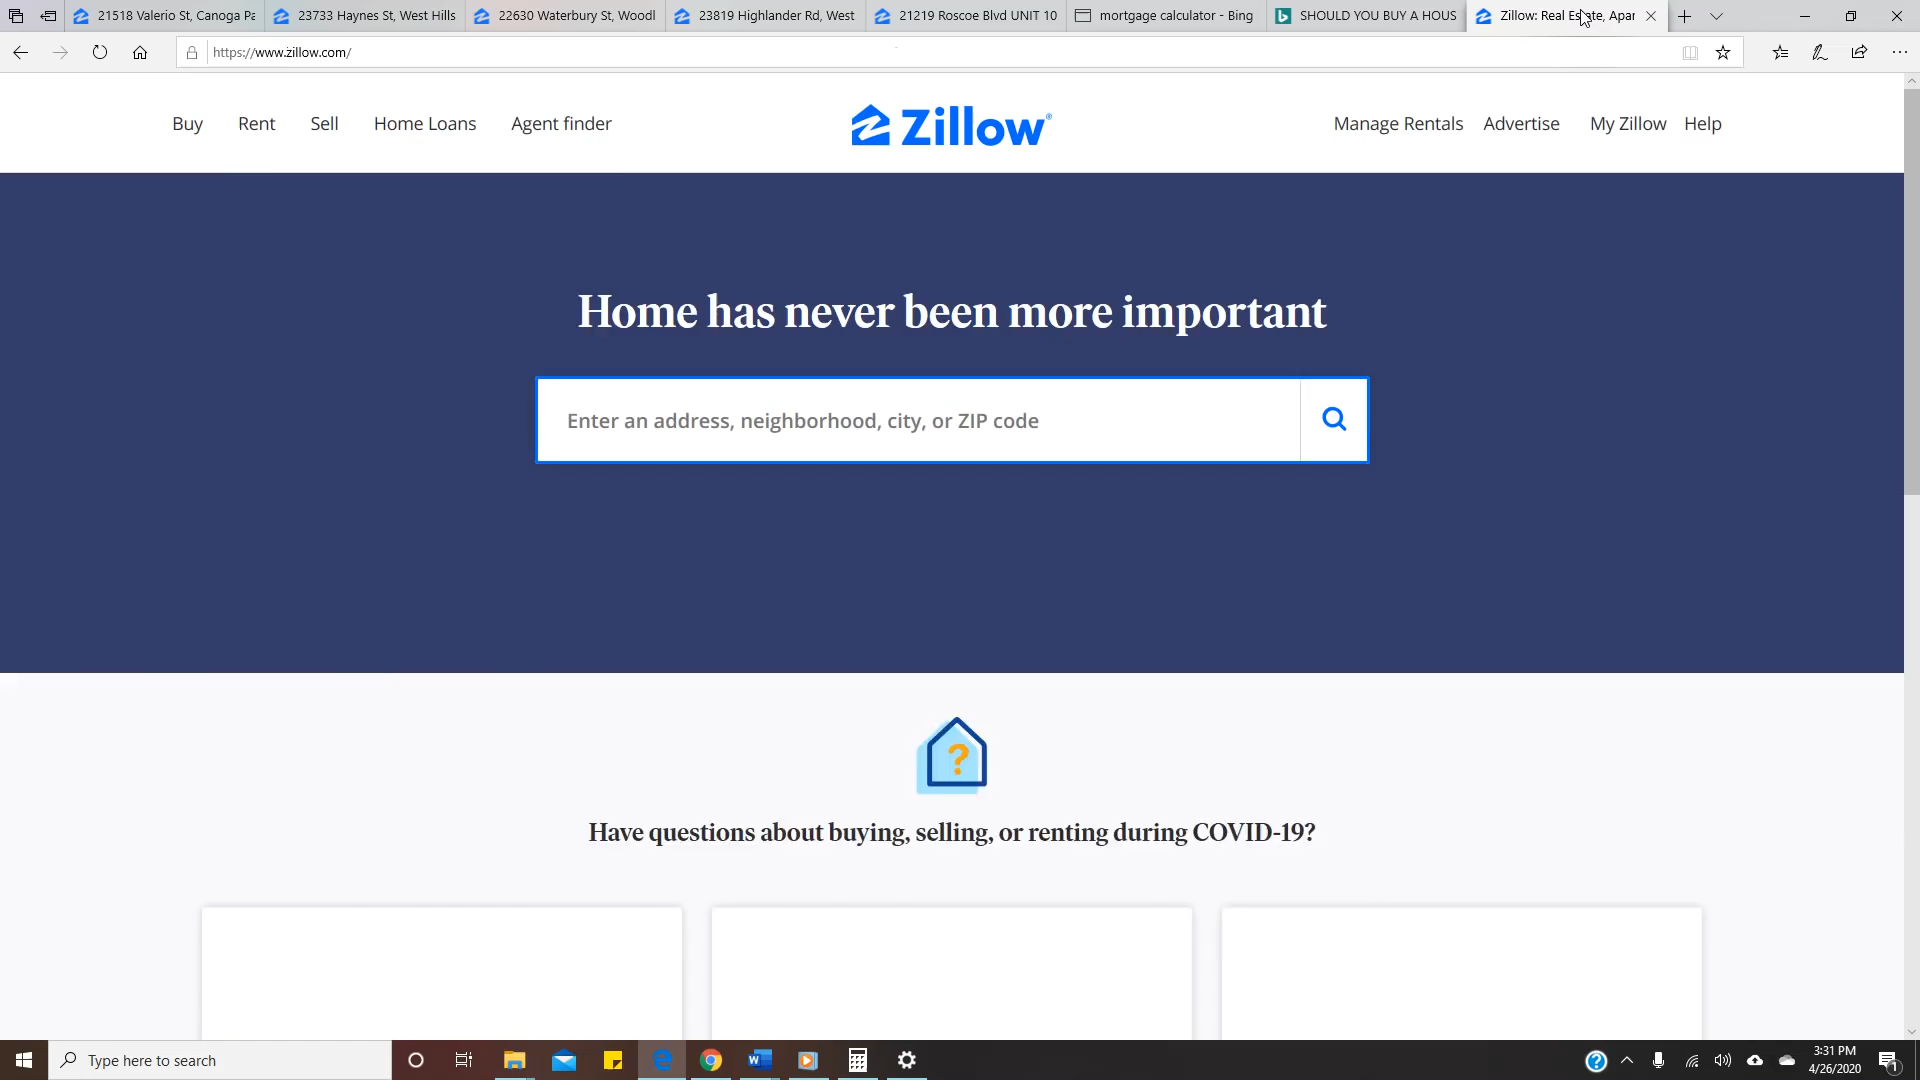 21518 Valerio St, Canoga Pa
23733 Haynes St, West Hills
22630 Waterbury St, Woodl
23819 Highlander Rd, West
21219 Roscoe Blvd UNIT 10
mortgage calculator - Bing
SHOULD YOU BUY A HOUS
Zillow: Real Estate, Apar
https://www.zillow.com/
Buy
Rent
Sell
Home Loans
Agent finder
Zillow®
Manage Rentals
Advertise
My Zillow
Help
Home has never been more important
Enter an address, neighborhood, city, or ZIP code
?
Have questions about buying, selling, or renting during COVID-19?
Type here to search
3:31 PM
4/26/2020
1